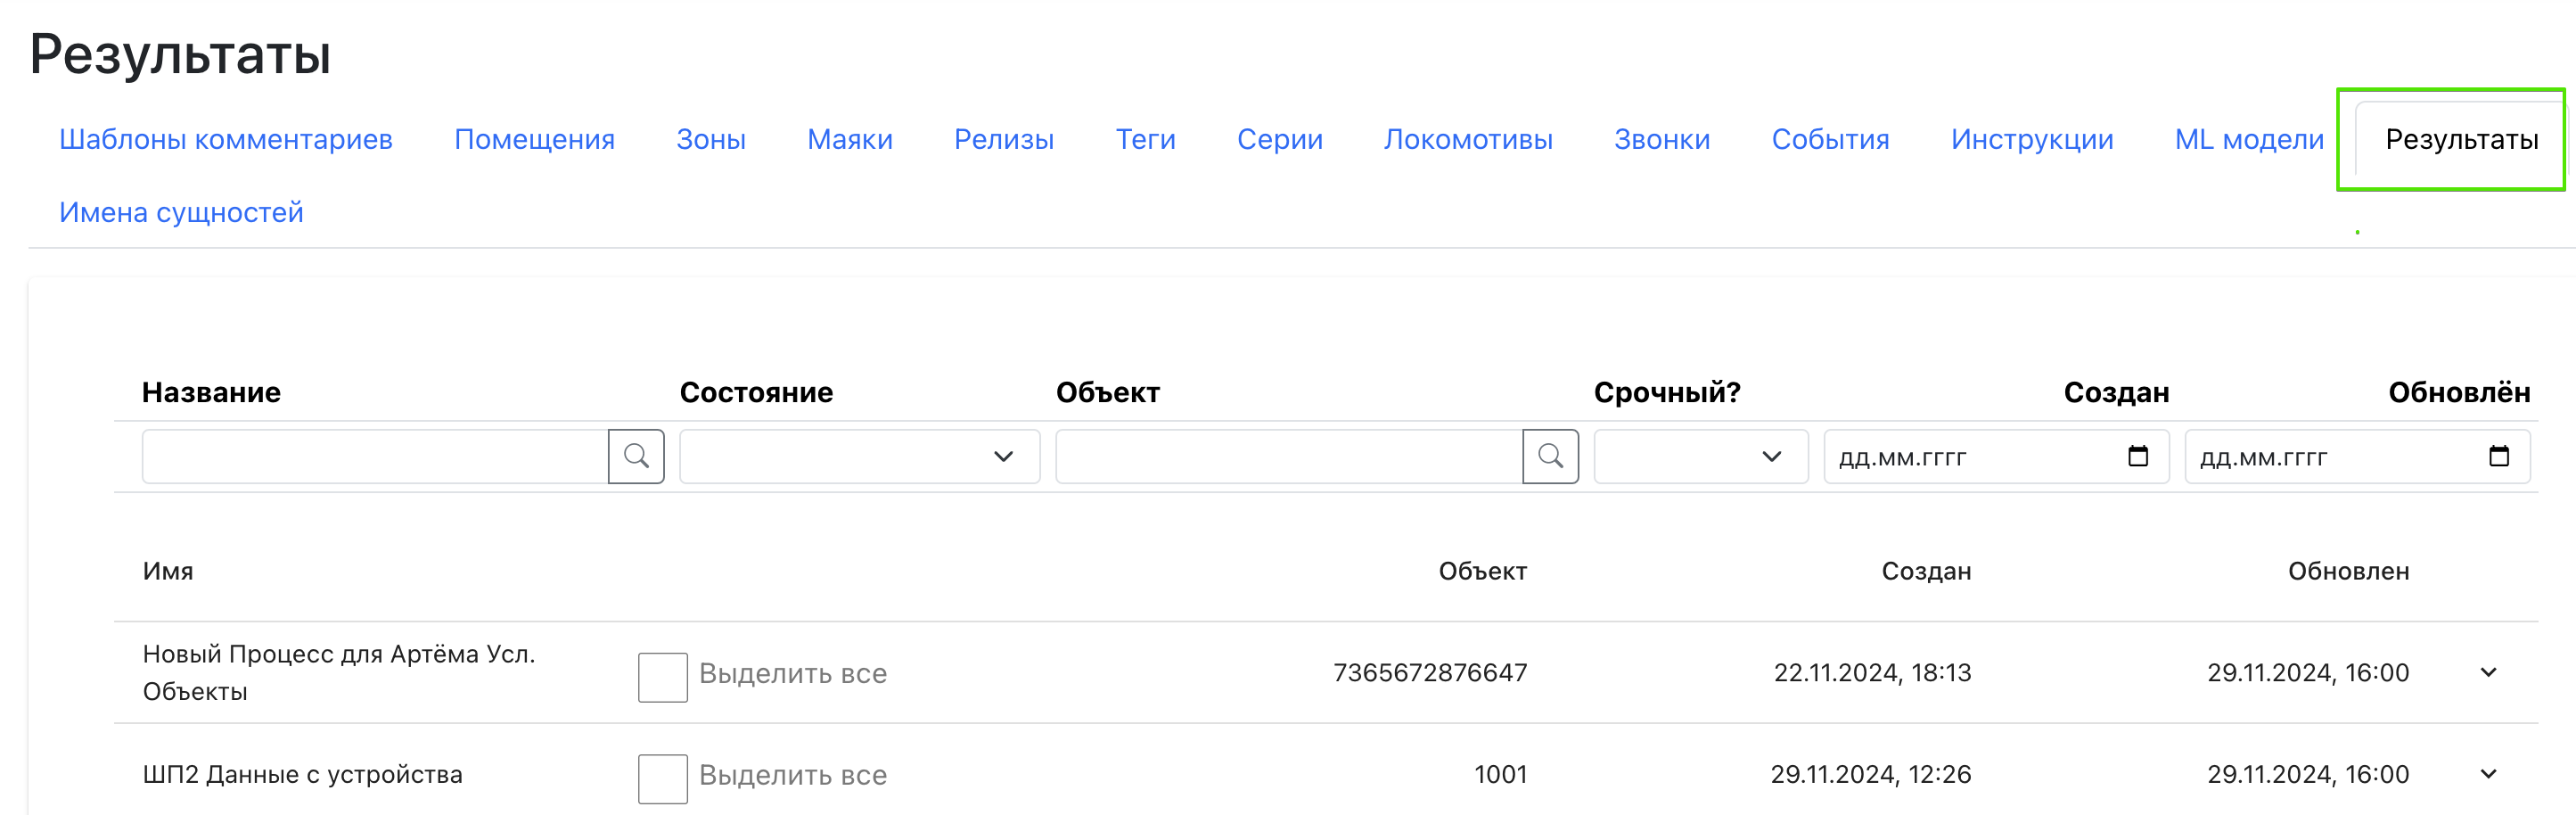 Результаты
Шаблоны комментариев Помещения Зоны Маяки Релизы Теги Серии Локомотивы Звонки События Инструкции ML модели Результаты
Имена сущностей
Название Состояние Объект Срочный? Создан Обновлён
дд.мм.гггг дд.мм.гггг
Имя Объект Создан Обновлен
Новый Процесс для Артёма Усл.
Объекты
Выделить все 7365672876647 22.11.2024, 18:13 29.11.2024, 16:00
ШП2 Данные с устройства Выделить все 1001 29.11.2024, 12:26 29.11.2024, 16:00